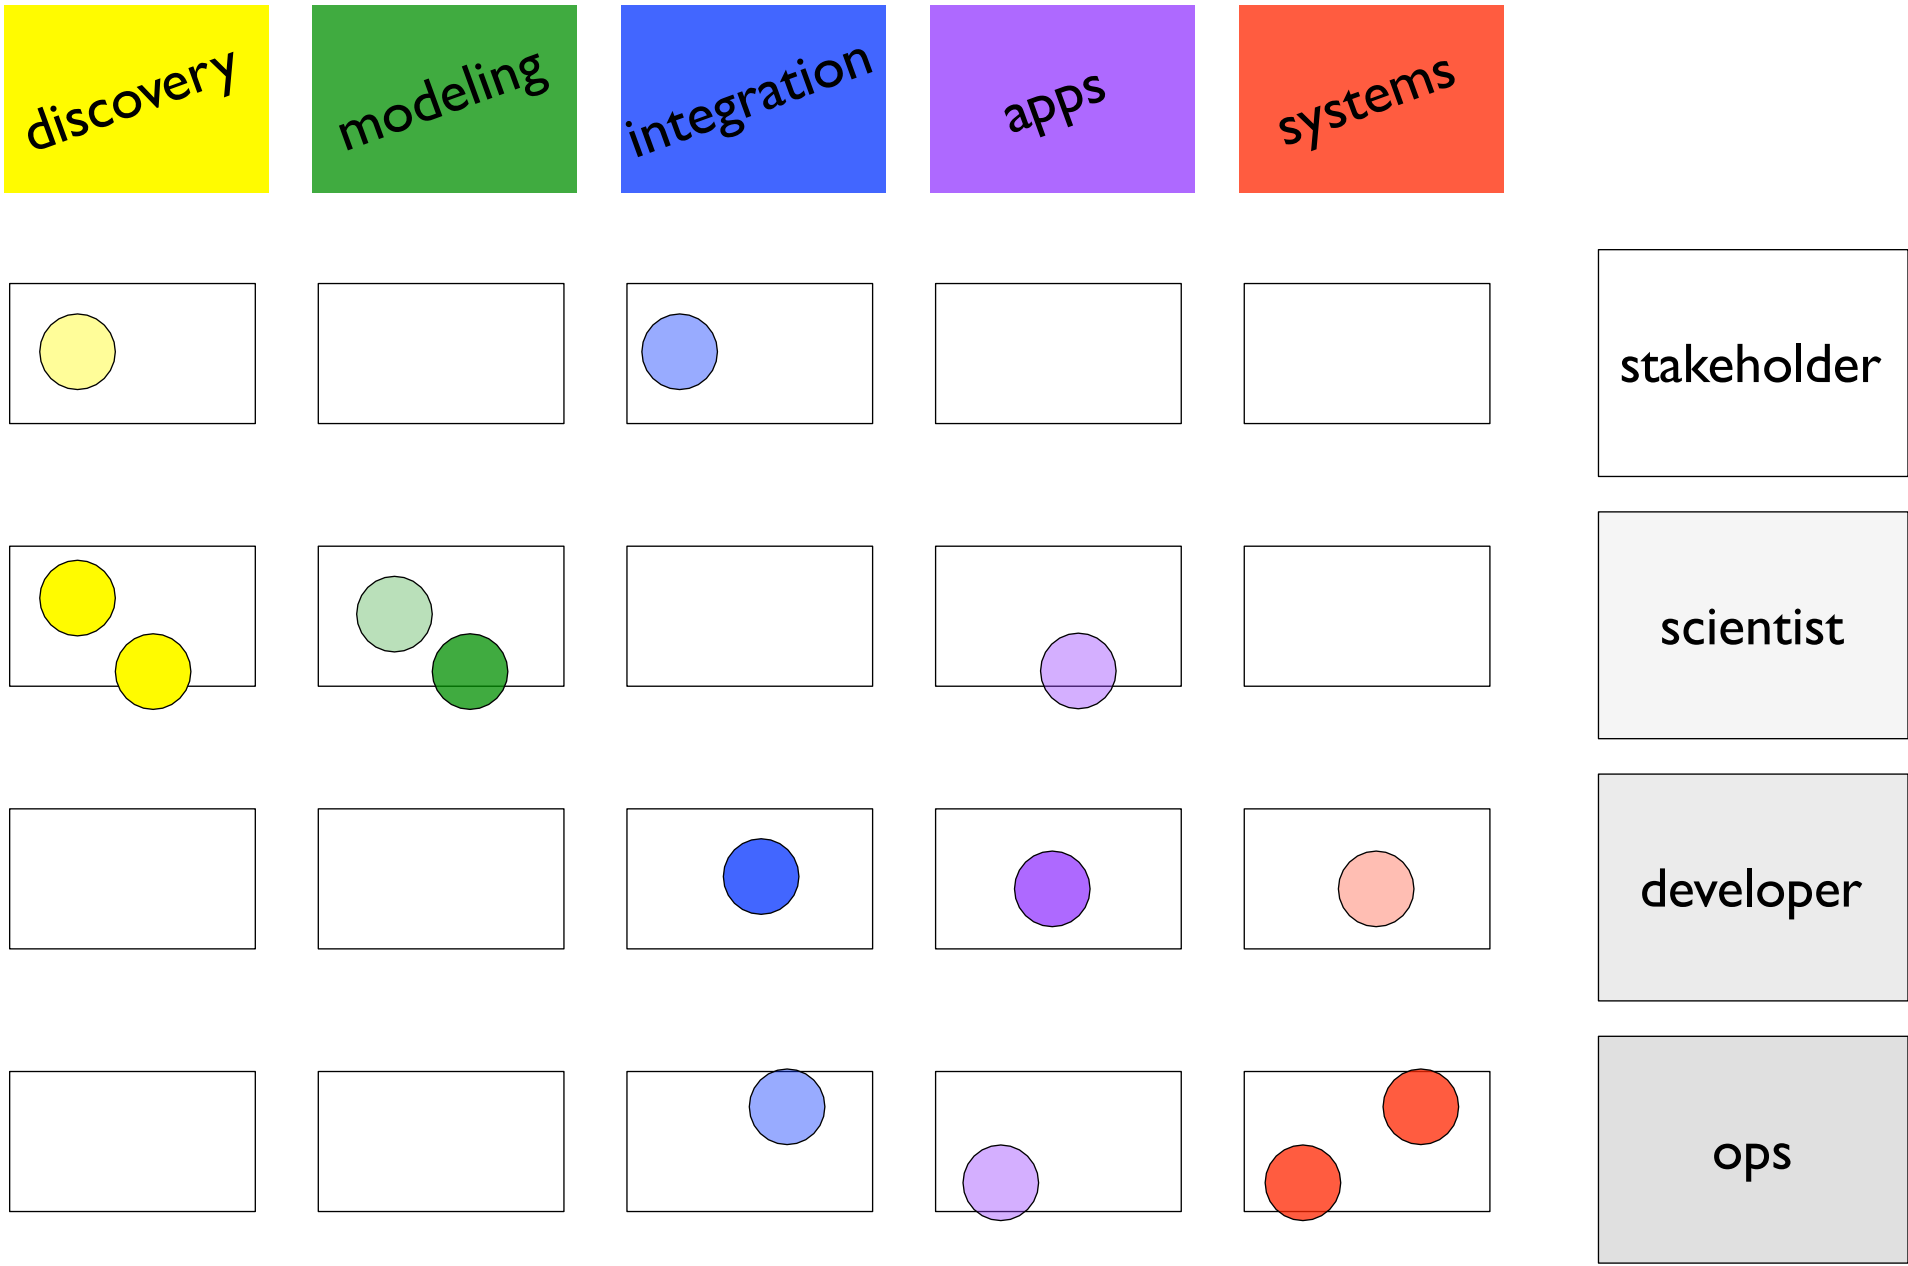 discovery
modeling
integration
apps
systems
stakeholder
scientist
developer
ops